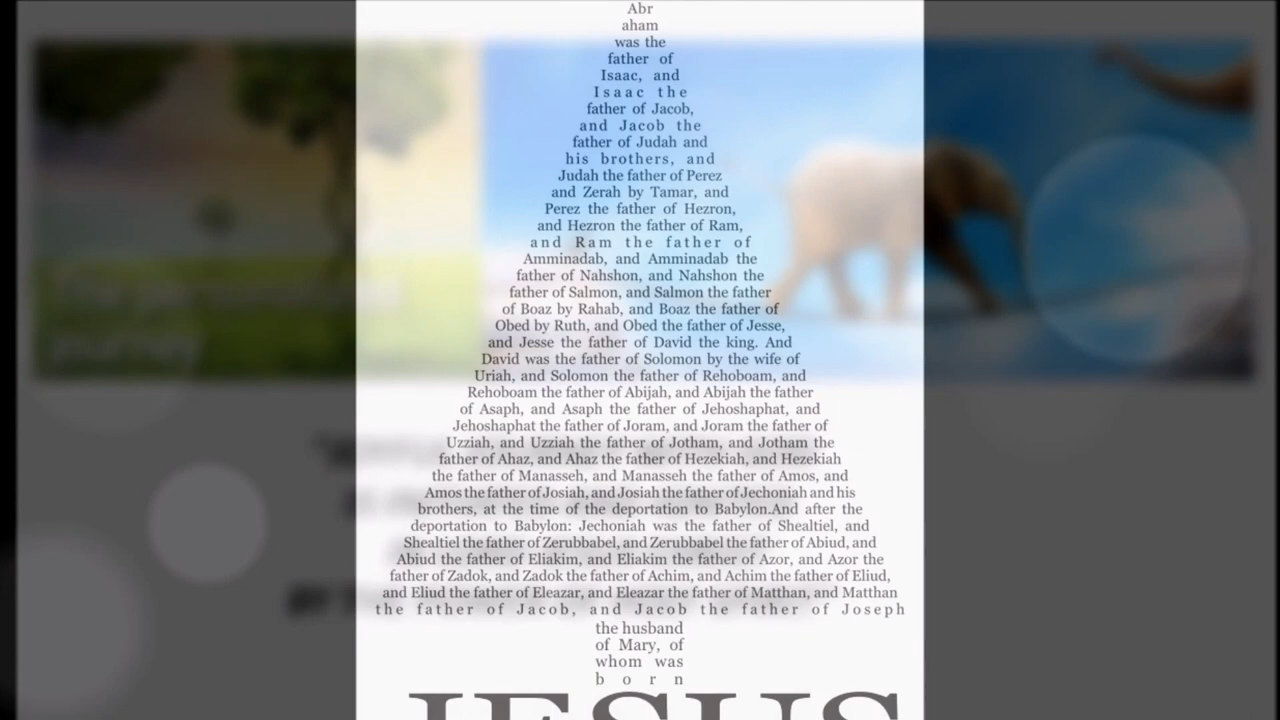 Abr
aham
was the
father of
Isaac, and
Isaac the
father of Jacob,
and Jacob the
father of Judah and
his brothers, and
Judah the father of Perez
and Zerah by Tamar, and
Perez the father of Hezron,
and Hezron the father of Ram,
and Ram the father of
Amminadab, and Amminadab the
father of Nahshon, and Nahshon the
father of Salmon, and Salmon the father
of Boaz by Rahab, and Boaz the father of
Obed by Ruth, and Obed the father of Jesse,
and Jesse the father of David the king. And
David was the father of Solomon by the wife of
Uriah, and Solomon the father of Rehoboam, and
Rehoboam the father of Abijah, and Abijah the father
of Asaph, and Asaph the father of Jehoshaphat, and
Jehoshaphat the father of Joram, and Joram the father of
Uzziah, and Uzziah the father of Jotham, and Jotham the
father of Ahaz, and Ahaz the father of Hezekiah, and Hezekiah
the father of Manasseh, and Manasseh the father of Amos, and
Amos the father of Josiah, and Josiah the father of Jechoniah and his
brothers, at the time of the deportation to Babylon.And after the
deportation to Babylon: Jechoniah was the father of Shealtiel, and
Shealtiel the father of Zerubbabel, and Zerubbabel the father of Abiud, and
Abiud the father of Eliakim, and Eliakim the father of Azor, and Azor the
father of Zadok, and Zadok the father of Achim, and Achim the father of Eliud,
and Eliud the father of Eleazar, and Eleazar the father of Matthan, and Matthan
the father of Jacob, and Jacob the father of Joseph
the husband
of Mary, of
whom was
born
JESUS